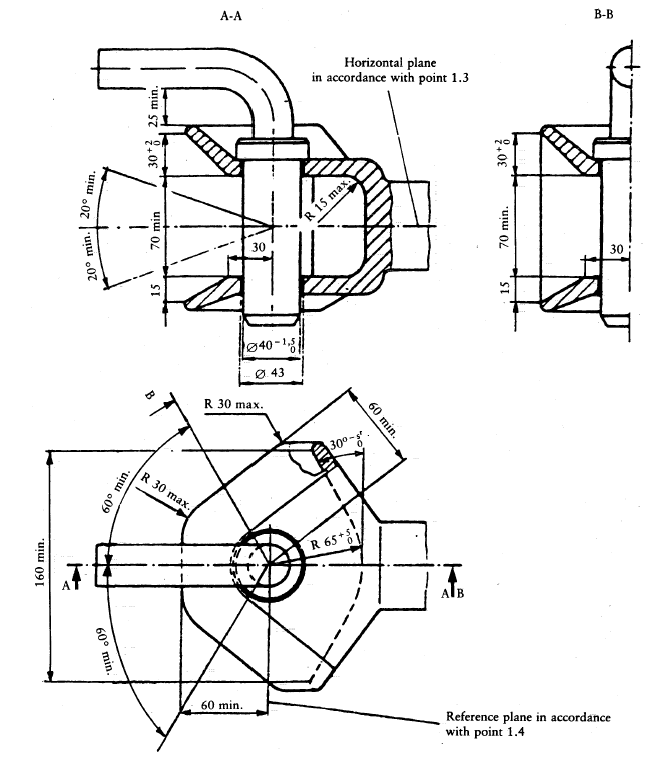 A-A
B-B
Horizontal plane
in accordance with point 1.3
25 min.
30 +2 0
20° min.
20° min.
70 min
15
R 15 max.
30
Ø40 -1,5 0
Ø 43
30 +2 0
70 min.
15
30
B
R 30 max.
60 min.
30° -5° 0
60° min.
R 30 max.
R 65 +5 0
160 min.
A
A
B
60° min.
60 min.
Reference plane in accordance
with point 1.4